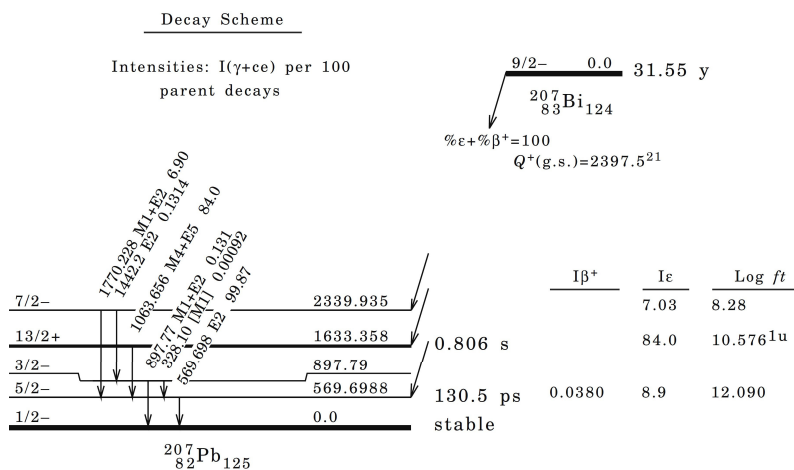 Decay Scheme
Intensities: I(γ+ce) per 100
parent decays
9/2− 0.0 31.55 y
²⁰⁷₈₃Bi₁₂₄
%ε+%β⁺=100
Q⁺(g.s.)=2397.5²¹
1770.228 M1+E2 6.90
1442.2 E2 0.1314
1063.656 M4+E5 84.0
897.77 M1+E2 0.131
328.10 [M1] 0.00092
569.698 E2 99.87
Iβ⁺ Iε Log ft
7/2− 2339.935 7.03 8.28
13/2+ 1633.358 0.806 s 84.0 10.576¹ᵘ
3/2− 897.79
5/2− 569.6988 130.5 ps 0.0380 8.9 12.090
1/2− 0.0 stable
²⁰⁷₈₂Pb₁₂₅